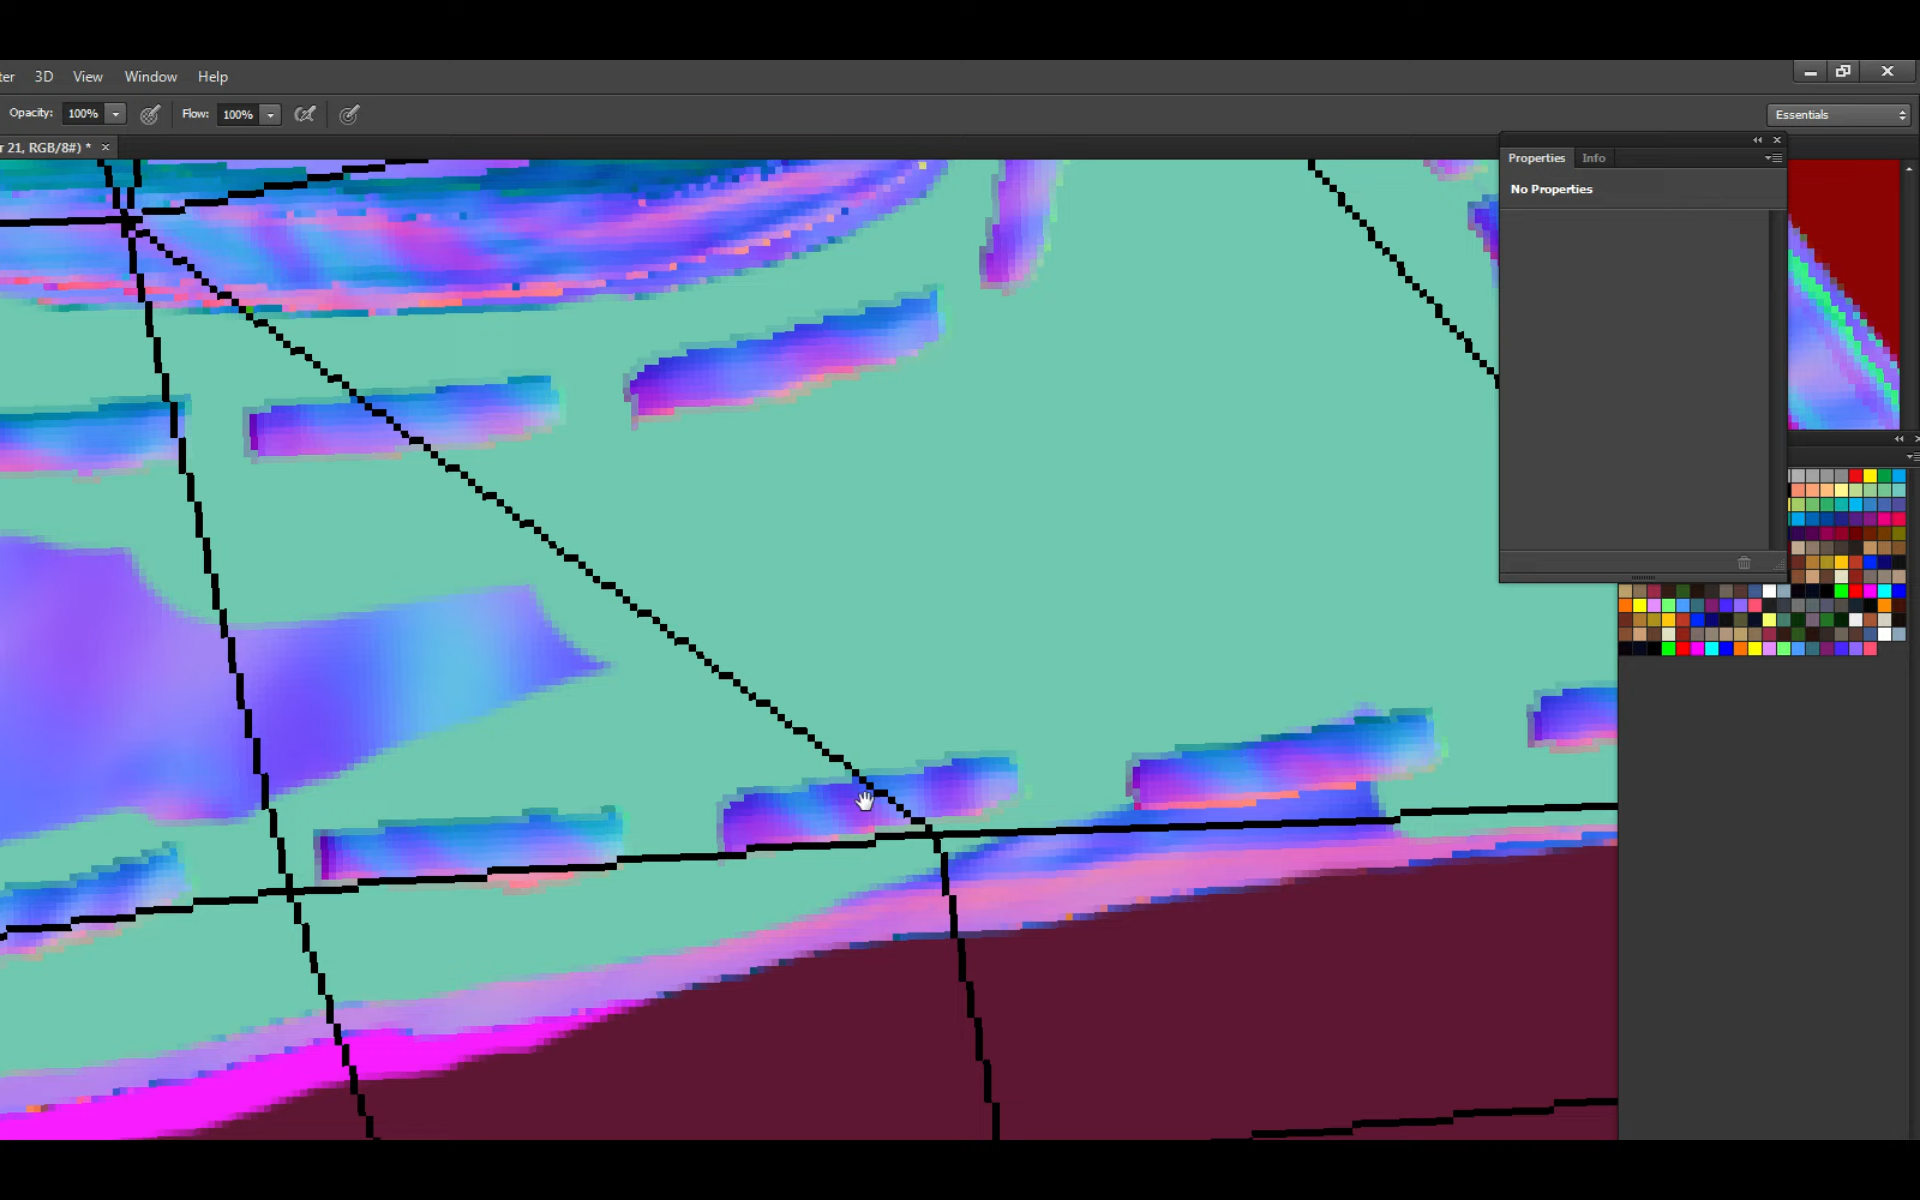 ter 3D View Window Help
Opacity: 100% Flow: 100% Essentials
r 21, RGB/8#) * ×
Properties Info
No Properties